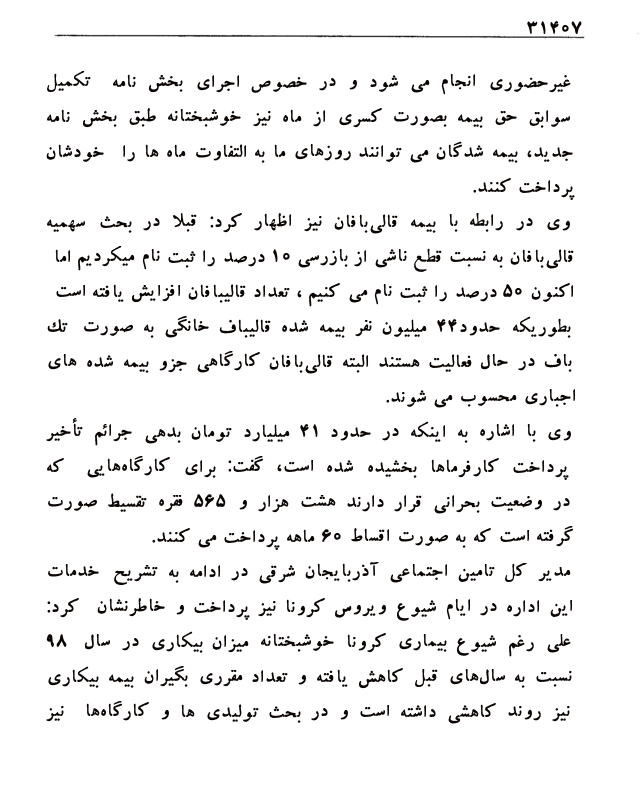 ۳۱۴۰۷
غیرحضوری انجام می شود و در خصوص اجرای بخش نامه تکمیل
سوابق حق بیمه بصورت کسری از ماه نیز خوشبختانه طبق بخش نامه
جدید، بیمه شدگان می توانند روزهای ما به التفاوت ماه ها را خودشان
پرداخت کنند.
وی در رابطه با بیمه قالی‌بافان نیز اظهار کرد: قبلا در بحث سهمیه
قالی‌بافان به نسبت قطع ناشی از بازرسی ۱۰ درصد را ثبت نام میکردیم اما
اکنون ۵۰ درصد را ثبت نام می کنیم ، تعداد قالیبافان افزایش یافته است
بطوریکه حدود۴۴ میلیون نفر بیمه شده قالیباف خانگی به صورت تك
باف در حال فعالیت هستند البته قالی‌بافان کارگاهی جزو بیمه شده های
اجباری محسوب می شوند.
وی با اشاره به اینکه در حدود ۴۱ میلیارد تومان بدهی جرائم تأخیر
پرداخت کارفرماها بخشیده شده است، گفت: برای کارگاه‌هایی که
در وضعیت بحرانی قرار دارند هشت هزار و ۵۶۵ فقره تقسیط صورت
گرفته است که به صورت اقساط ۶۰ ماهه پرداخت می کنند.
مدیر کل تامین اجتماعی آذربایجان شرقی در ادامه به تشریح خدمات
این اداره در ایام شیوع ویروس کرونا نیز پرداخت و خاطرنشان کرد:
علی رغم شیوع بیماری کرونا خوشبختانه میزان بیکاری در سال ۹۸
نسبت به سال‌های قبل کاهش یافته و تعداد مقرری بگیران بیمه بیکاری
نیز روند کاهشی داشته است و در بحث تولیدی ها و کارگاه‌ها نیز